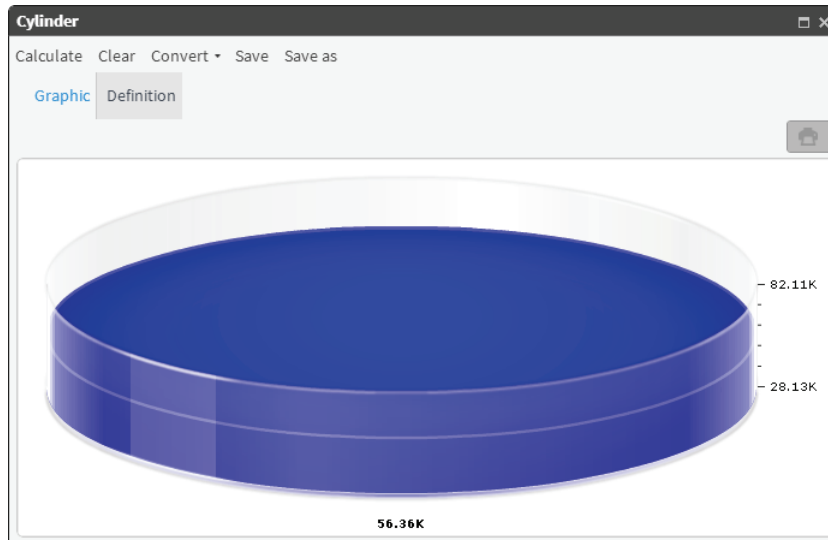 Cylinder
Calculate Clear Convert Save Save as
Graphic Definition
82.11K
28.13K
56.36K